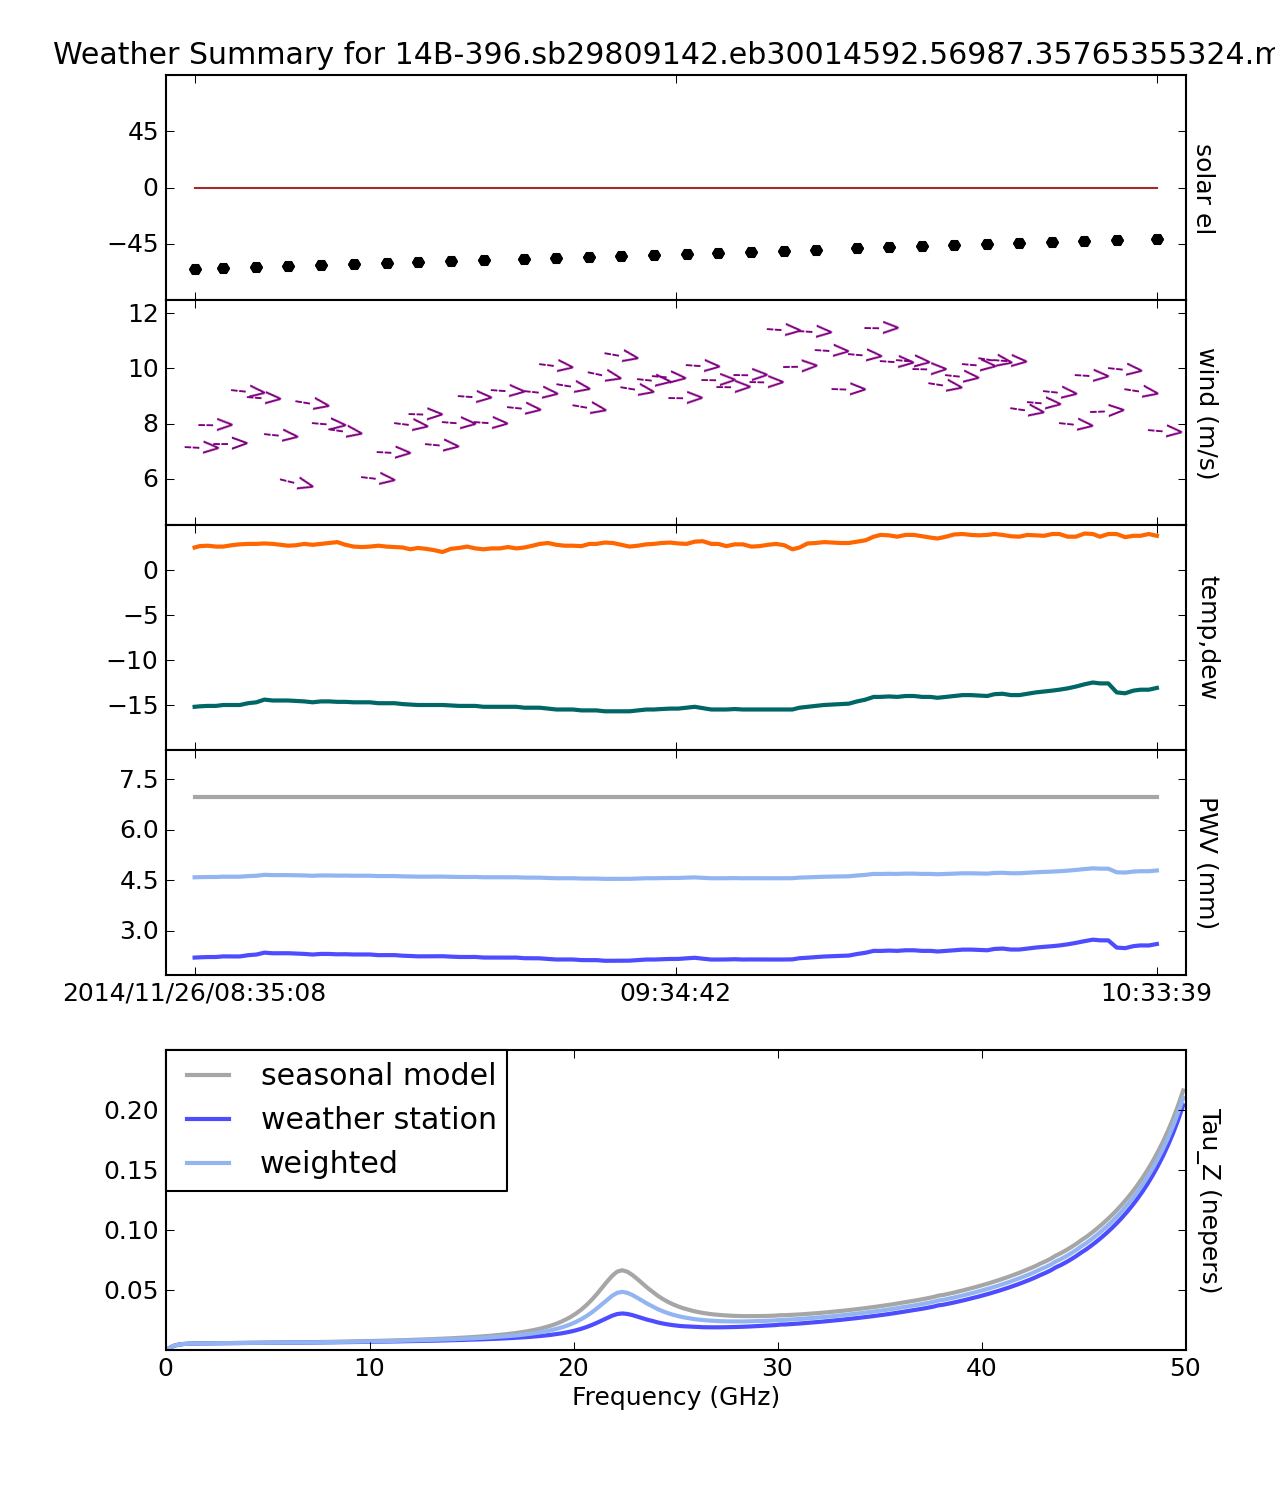 Weather Summary for 14B-396.sb29809142.eb30014592.56987.35765355324.m
45
0
−45
solar el
12
10
8
6
wind (m/s)
0
−5
−10
−15
temp,dew
7.5
6.0
4.5
3.0
PWV (mm)
2014/11/26/08:35:08 09:34:42 10:33:39
seasonal model
weather station
weighted
0.20
0.15
0.10
0.05
Tau_Z (nepers)
0 10 20 30 40 50
Frequency (GHz)